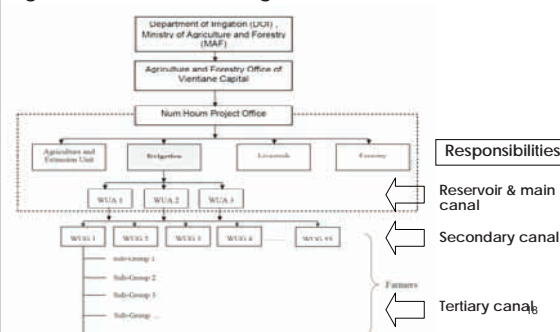 Department of Irrigation (DOI) ,
Ministry of Agriculture and Forestry
(MAF)
Agriculture and Forestry Office of
Vientiane Capital
Num Houm Project Office
Agriculture and
Extension Unit
Irrigation
Livestock
Forestry
Responsibilities
WUA 1
WUA 2
WUA 3
Reservoir & main
canal
WUG 1
WUG 2
WUG 3
WUG 4
Secondary canal
Sub-Group 1
Sub-Group 2
Sub-Group 3
Sub-Group ...
Farmers
Tertiary canal
18